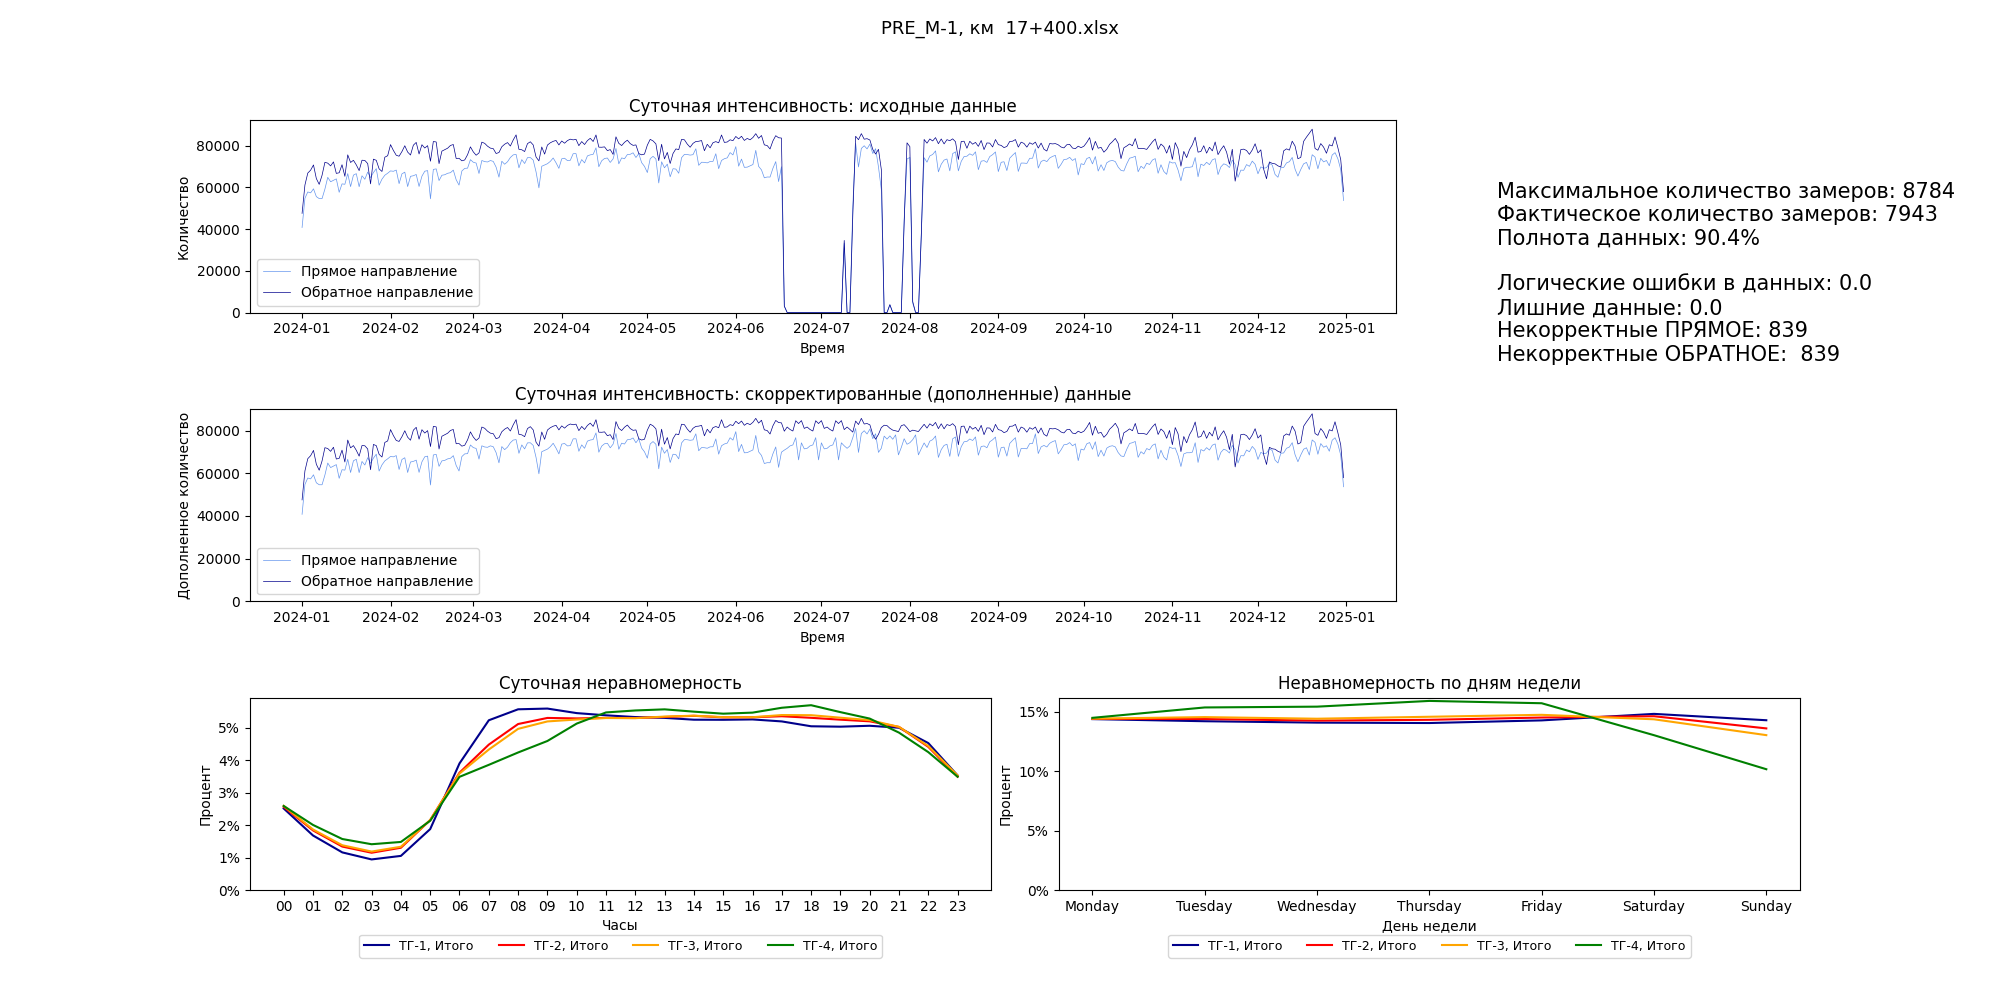 PRE_М-1, км  17+400.xlsx
Суточная интенсивность: исходные данные
Количество
80000
60000
40000
20000
0
Прямое направление
Обратное направление
2024-01 2024-02 2024-03 2024-04 2024-05 2024-06 2024-07 2024-08 2024-09 2024-10 2024-11 2024-12 2025-01
Время
Максимальное количество замеров: 8784
Фактическое количество замеров: 7943
Полнота данных: 90.4%
Логические ошибки в данных: 0.0
Лишние данные: 0.0
Некорректные ПРЯМОЕ: 839
Некорректные ОБРАТНОЕ:  839
Суточная интенсивность: скорректированные (дополненные) данные
Дополненное количество
80000
60000
40000
20000
0
Прямое направление
Обратное направление
2024-01 2024-02 2024-03 2024-04 2024-05 2024-06 2024-07 2024-08 2024-09 2024-10 2024-11 2024-12 2025-01
Время
Суточная неравномерность
Процент
5%
4%
3%
2%
1%
0%
00 01 02 03 04 05 06 07 08 09 10 11 12 13 14 15 16 17 18 19 20 21 22 23
Часы
ТГ-1, Итого ТГ-2, Итого ТГ-3, Итого ТГ-4, Итого
Неравномерность по дням недели
Процент
15%
10%
5%
0%
Monday Tuesday Wednesday Thursday Friday Saturday Sunday
День недели
ТГ-1, Итого ТГ-2, Итого ТГ-3, Итого ТГ-4, Итого